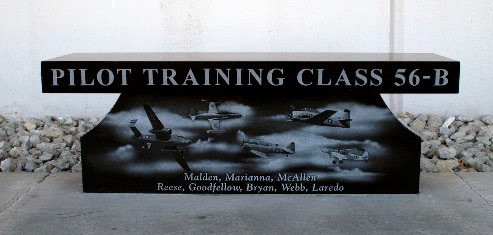 PILOT TRAINING CLASS 56-B
Malden, Marianna, McAllen
Reese, Goodfellow, Bryan, Webb, Laredo